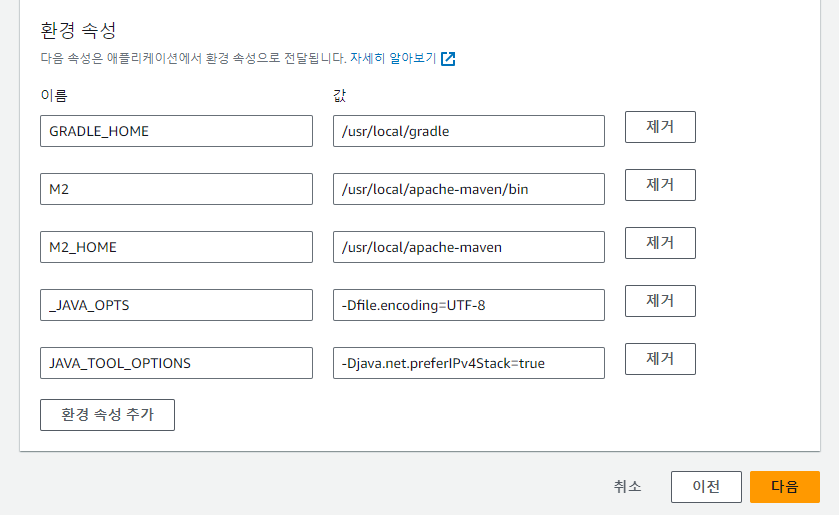 환경 속성
다음 속성은 애플리케이션에서 환경 속성으로 전달됩니다. 자세히 알아보기
이름 값
GRADLE_HOME /usr/local/gradle 제거
M2 /usr/local/apache-maven/bin 제거
M2_HOME /usr/local/apache-maven 제거
_JAVA_OPTS -Dfile.encoding=UTF-8 제거
JAVA_TOOL_OPTIONS -Djava.net.preferIPv4Stack=true 제거
환경 속성 추가
취소 이전 다음